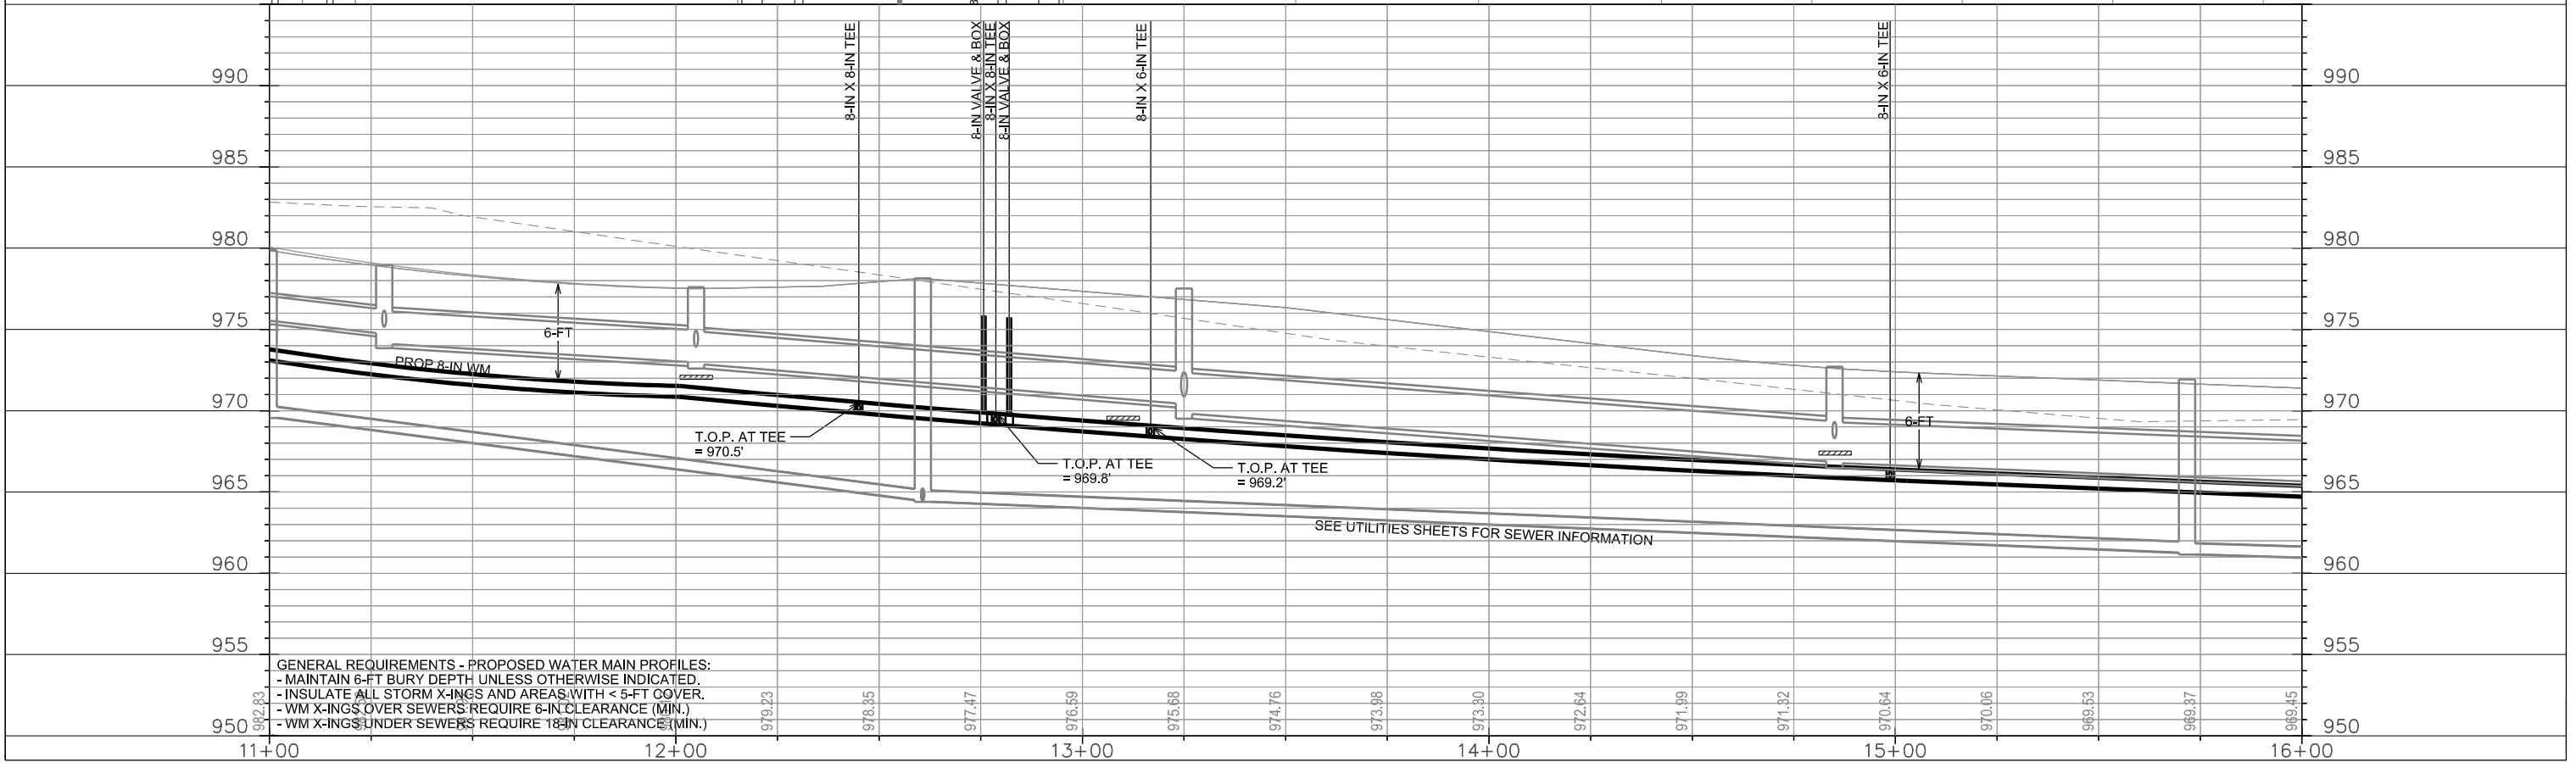 8-IN X 8-IN TEE
8-IN VALVE & BOX
8-IN X 8-IN TEE
8-IN VALVE & BOX
8-IN X 6-IN TEE
8-IN X 6-IN TEE
990
990
985
985
980
980
975
975
6-FT
PROP 8-IN WM
970
970
6-FT
T.O.P. AT TEE
= 970.5'
T.O.P. AT TEE
= 969.8'
T.O.P. AT TEE
= 969.2'
965
965
SEE UTILITIES SHEETS FOR SEWER INFORMATION
960
960
955
955
GENERAL REQUIREMENTS - PROPOSED WATER MAIN PROFILES:
- MAINTAIN 6-FT BURY DEPTH UNLESS OTHERWISE INDICATED.
- INSULATE ALL STORM X-INGS AND AREAS WITH < 5-FT COVER.
- WM X-INGS OVER SEWERS REQUIRE 6-IN CLEARANCE (MIN.)
- WM X-INGS UNDER SEWERS REQUIRE 18-IN CLEARANCE (MIN.)
982.83
979.23
978.35
977.47
976.59
975.68
974.76
973.98
973.30
972.64
971.99
971.32
970.64
970.06
969.53
969.37
969.45
950
950
11+00
12+00
13+00
14+00
15+00
16+00